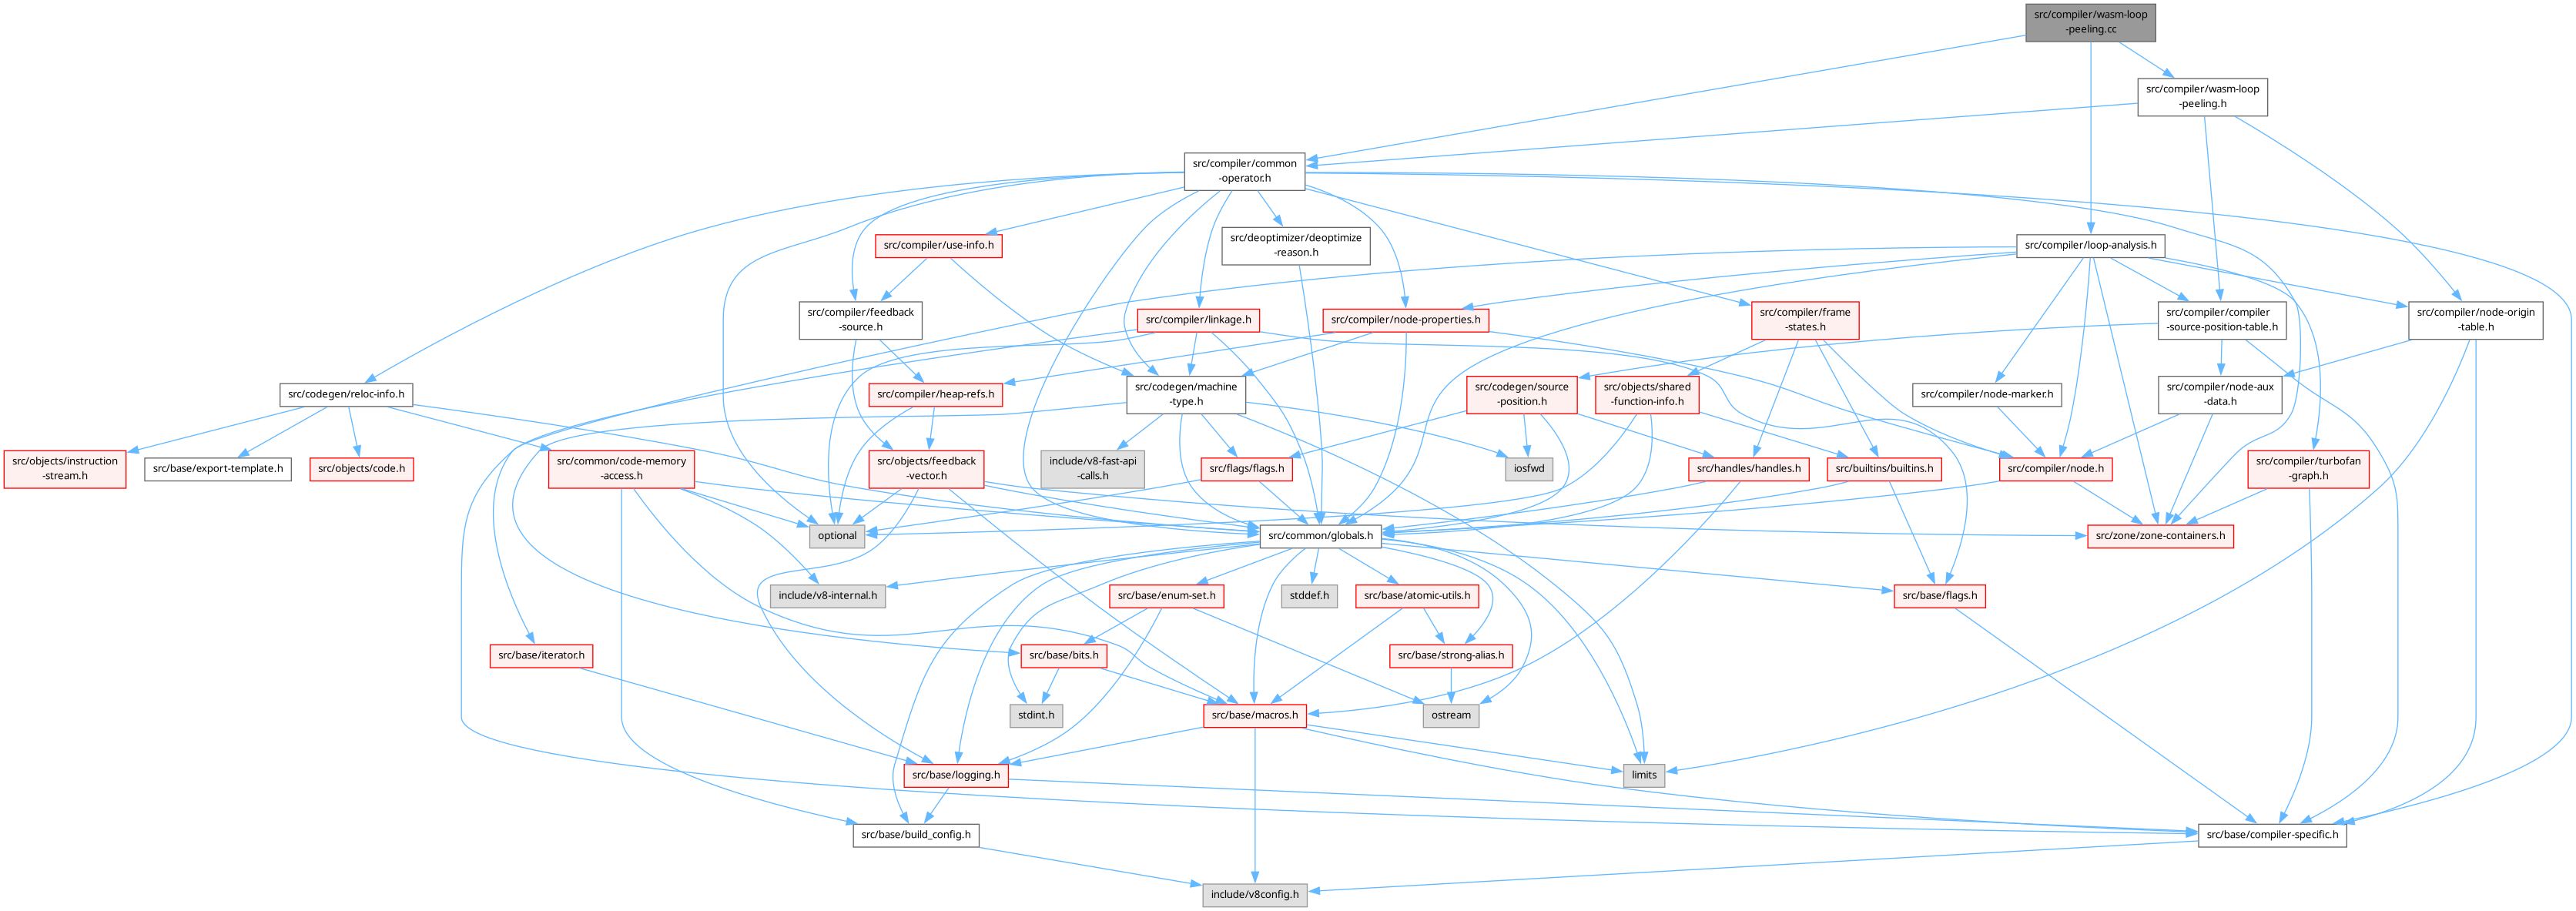 src/compiler/wasm-loop
-peeling.cc
src/compiler/wasm-loop
-peeling.h
src/compiler/common
-operator.h
src/compiler/use-info.h
src/deoptimizer/deoptimize
-reason.h
src/compiler/loop-analysis.h
src/compiler/feedback
-source.h
src/compiler/linkage.h
src/compiler/node-properties.h
src/compiler/frame
-states.h
src/compiler/compiler
-source-position-table.h
src/compiler/node-origin
-table.h
src/codegen/reloc-info.h
src/compiler/heap-refs.h
src/codegen/machine
-type.h
src/codegen/source
-position.h
src/objects/shared
-function-info.h
src/compiler/node-marker.h
src/compiler/node-aux
-data.h
src/objects/instruction
-stream.h
src/base/export-template.h
src/objects/code.h
src/common/code-memory
-access.h
src/objects/feedback
-vector.h
include/v8-fast-api
-calls.h
src/flags/flags.h
iosfwd
src/handles/handles.h
src/builtins/builtins.h
src/compiler/node.h
src/compiler/turbofan
-graph.h
optional
src/common/globals.h
src/zone/zone-containers.h
include/v8-internal.h
src/base/enum-set.h
stddef.h
src/base/atomic-utils.h
src/base/flags.h
src/base/iterator.h
src/base/bits.h
src/base/strong-alias.h
stdint.h
src/base/macros.h
ostream
src/base/logging.h
limits
src/base/build_config.h
src/base/compiler-specific.h
include/v8config.h